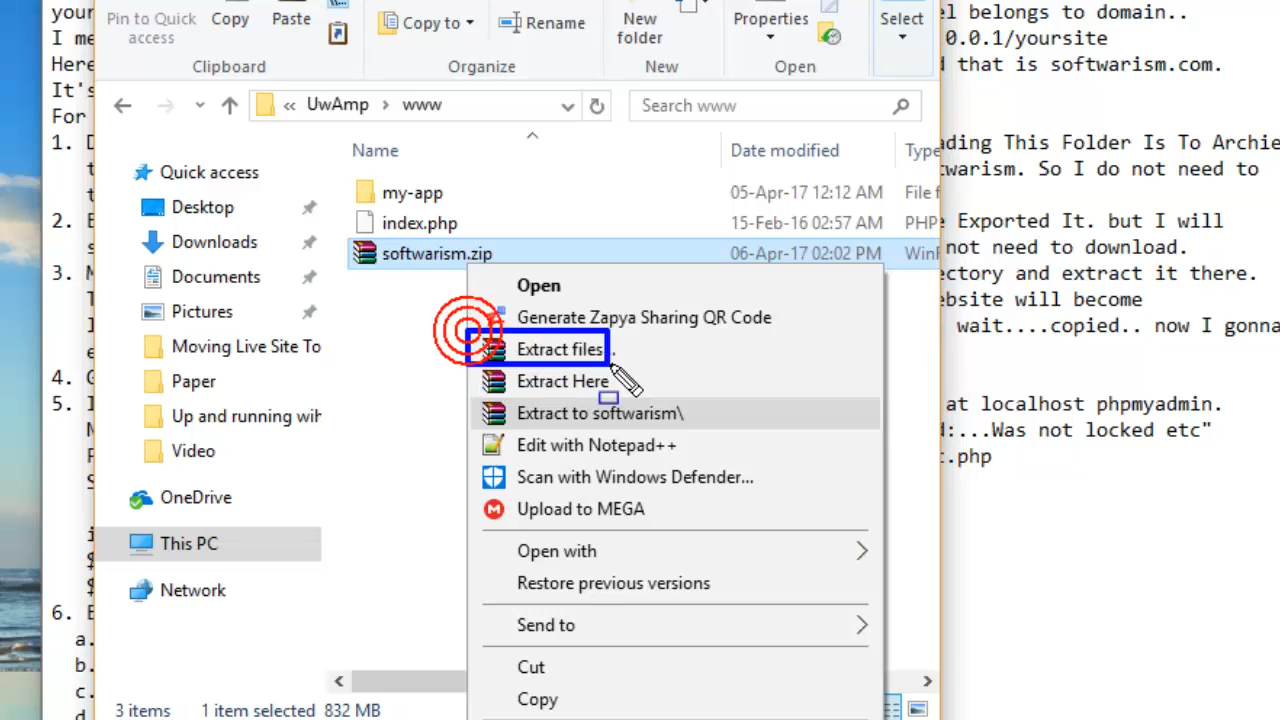 your
I me
Here
It's
For
1. D
t
t
2. E
s
3. M
T
I
e
4. G
5. I
N
P
S
i
$
$
6. E
a.
b.
c.
d
Pin to Quick access
Copy
Paste
Clipboard
Copy to
Rename
Organize
New folder
New
Properties
Open
Select
« UwAmp › www
Search www
Name
Date modified
Type
my-app
05-Apr-17 12:12 AM
File f
index.php
15-Feb-16 02:57 AM
PHP
softwarism.zip
06-Apr-17 02:02 PM
WinR
Quick access
Desktop
Downloads
Documents
Pictures
Moving Live Site To
Paper
Up and running wit
Video
OneDrive
This PC
Network
Open
Generate Zapya Sharing QR Code
Extract files...
Extract Here
Extract to softwarism\
Edit with Notepad++
Scan with Windows Defender...
Upload to MEGA
Open with
Restore previous versions
Send to
Cut
Copy
3 items
1 item selected 832 MB
el belongs to domain..
0.0.1/yoursite
d that is softwarism.com.
ading This Folder Is To Archie
twarism. So I do not need to
e Exported It. but I will
not need to download.
ectory and extract it there.
ebsite will become
wait....copied.. now I gonna
at localhost phpmyadmin.
d:...Was not locked etc"
t.php